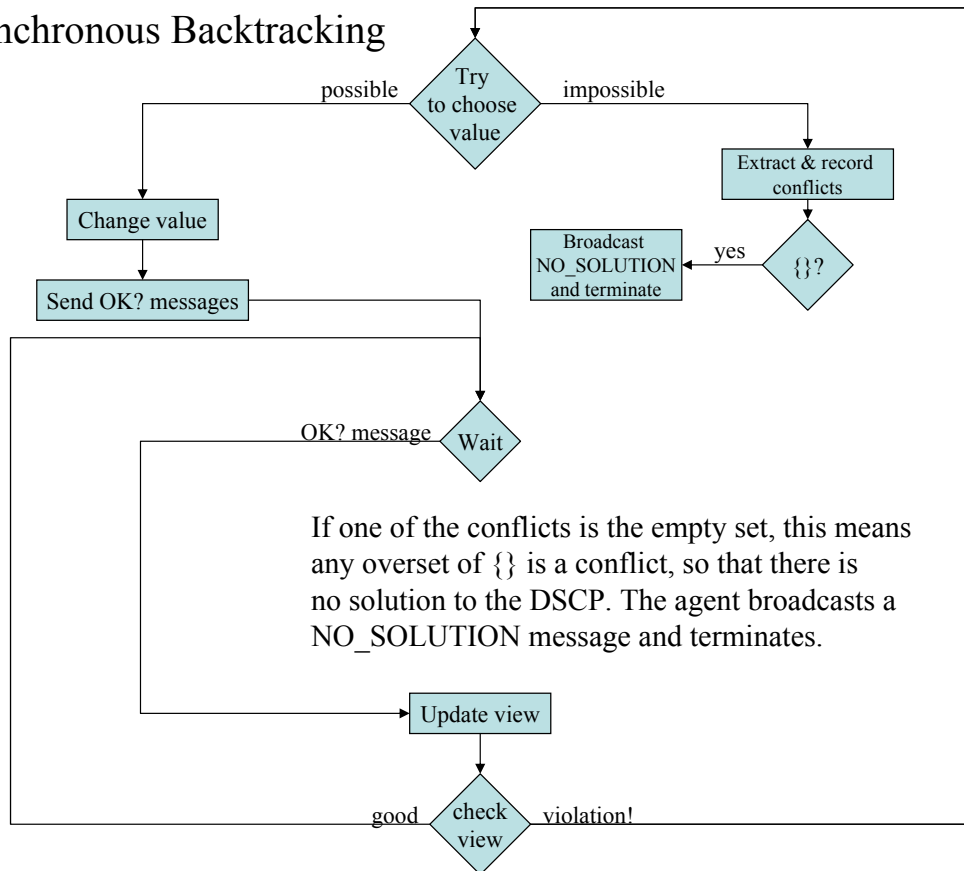 nchronous Backtracking
Try
to choose
value
possible
impossible
Extract & record
conflicts
Change value
Broadcast
NO_SOLUTION
and terminate
yes
{}?
Send OK? messages
OK? message
Wait
If one of the conflicts is the empty set, this means
any overset of {} is a conflict, so that there is
no solution to the DSCP. The agent broadcasts a
NO_SOLUTION message and terminates.
Update view
good
check
view
violation!